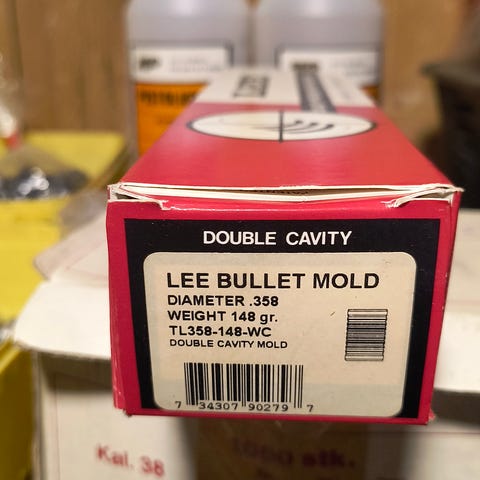 DOUBLE CAVITY
LEE BULLET MOLD
DIAMETER .358
WEIGHT 148 gr.
TL358-148-WC
DOUBLE CAVITY MOLD
7 34307 90279 7
Kal. 38
1000 stk.